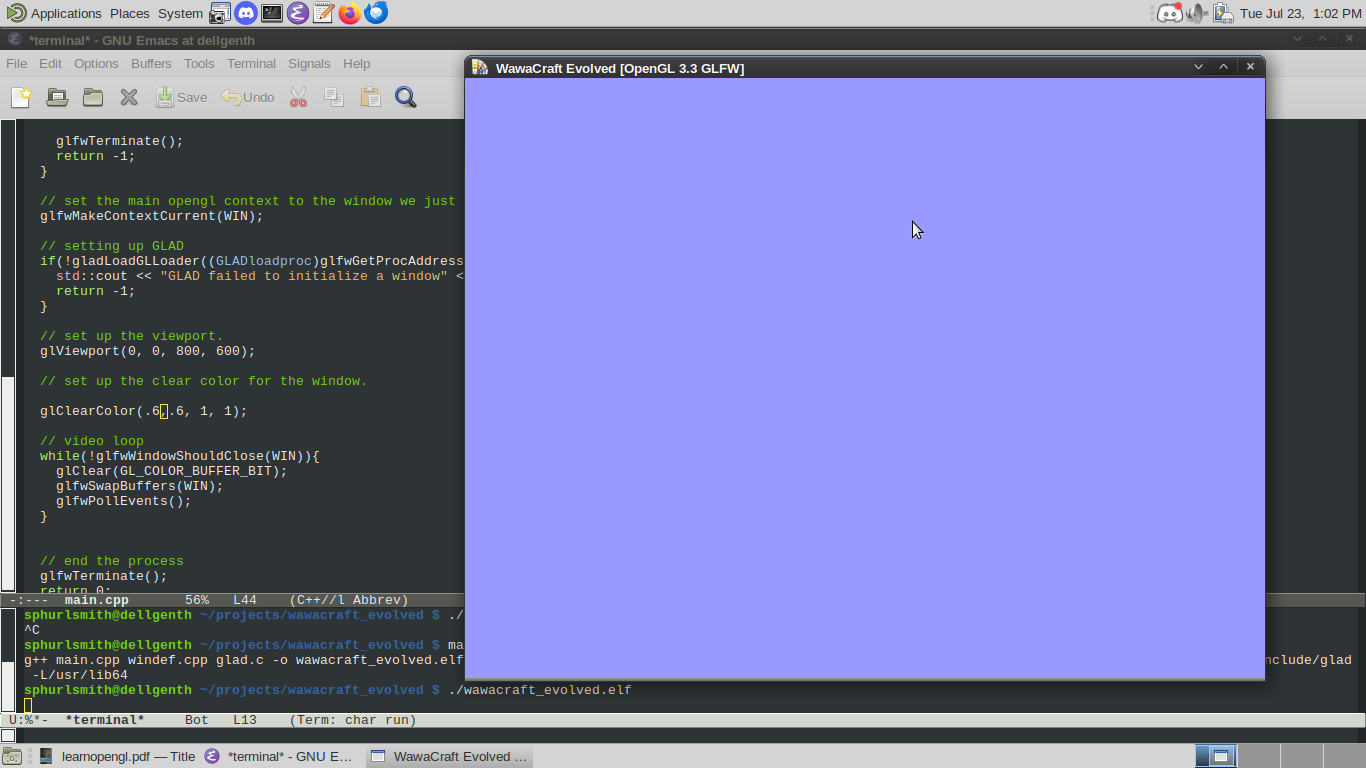 Applications Places System
Tue Jul 23, 1:02 PM
*terminal* - GNU Emacs at dellgenth
File Edit Options Buffers Tools Terminal Signals Help
Save Undo
WawaCraft Evolved [OpenGL 3.3 GLFW]
glfwTerminate();
return -1;
}
// set the main opengl context to the window we just
glfwMakeContextCurrent(WIN);
// setting up GLAD
if(!gladLoadGLLoader((GLADloadproc)glfwGetProcAddress
std::cout << "GLAD failed to initialize a window" <
return -1;
}
// set up the viewport.
glViewport(0, 0, 800, 600);
// set up the clear color for the window.
glClearColor(.6,.6, 1, 1);
// video loop
while(!glfwWindowShouldClose(WIN)){
glClear(GL_COLOR_BUFFER_BIT);
glfwSwapBuffers(WIN);
glfwPollEvents();
}
// end the process
glfwTerminate();
return 0;
-:--- main.cpp 56% L44 (C++//l Abbrev)
sphurlsmith@dellgenth ~/projects/wawacraft_evolved $ ./
^C
sphurlsmith@dellgenth ~/projects/wawacraft_evolved $ ma
g++ main.cpp windef.cpp glad.c -o wawacraft_evolved.elf nclude/glad
-L/usr/lib64
sphurlsmith@dellgenth ~/projects/wawacraft_evolved $ ./wawacraft_evolved.elf
U:%*- *terminal* Bot L13 (Term: char run)
learnopengl.pdf — Title *terminal* - GNU E... WawaCraft Evolved ...